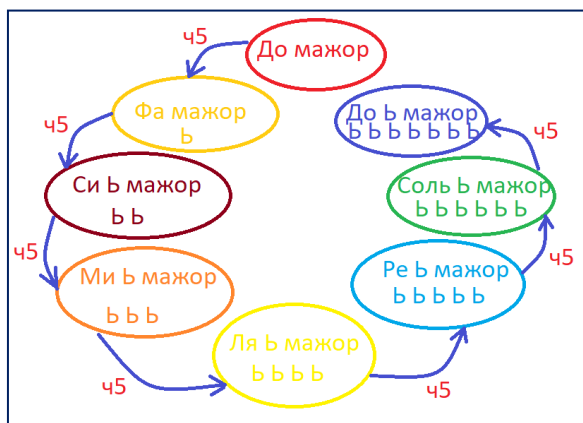 До мажор
ч5
Фа мажор
Ь
ч5
Си Ь мажор
Ь Ь
ч5
Ми Ь мажор
Ь Ь Ь
ч5
Ля Ь мажор
Ь Ь Ь Ь
ч5
Ре Ь мажор
Ь Ь Ь Ь Ь
ч5
Соль Ь мажор
Ь Ь Ь Ь Ь Ь
ч5
До Ь мажор
Ь Ь Ь Ь Ь Ь Ь